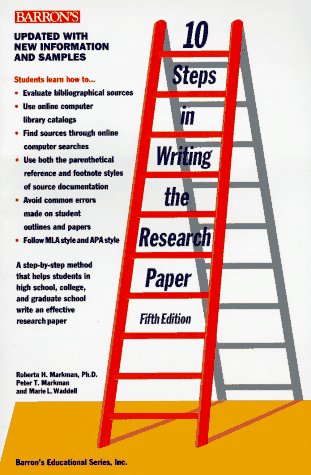 BARRON'S
UPDATED WITH
NEW INFORMATION
AND SAMPLES
Students learn how to...
• Evaluate bibliographical sources
• Use online computer
library catalogs
• Find sources through online
computer searches
• Use both the parenthetical
reference and footnote styles
of source documentation
• Avoid common errors
made on student
outlines and papers
• Follow MLA style and APA style
A step-by-step method
that helps students in
high school, college,
and graduate school
write an effective
research paper
10
Steps
in
Writing
the
Research
Paper
Fifth Edition
Roberta H. Markman, Ph.D.
Peter T. Markman
and Marie L. Waddell
Barron's Educational Series, Inc.